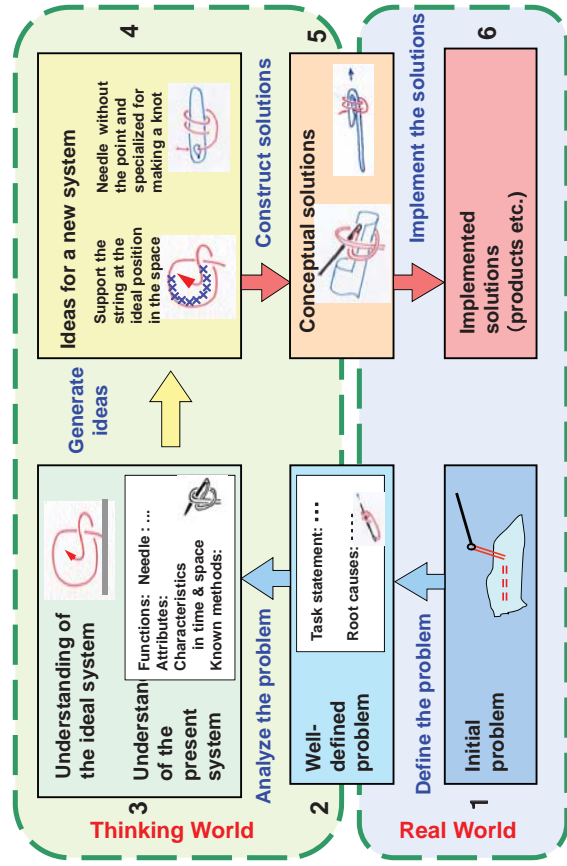 Thinking World
Real World
3
Understanding of
the ideal system
Understand
of the
present
system
Functions: Needle : ...
Attributes:
Characteristics
in time & space
Known methods:
Analyze the problem
2
Well-
defined
problem
Task statement: ...
Root causes: .....
Define the problem
1
Initial
problem
Generate
ideas
4
Ideas for a new system
Support the
string at the
ideal position
in the space
Needle without
the point and
specialized for
making a knot
Construct solutions
5
Conceptual solutions
Implement the solutions
6
Implemented
solutions
(products etc.)